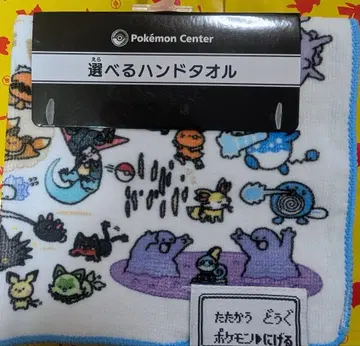 Pokémon Center
えら
選べるハンドタオル
たたかう どうぐ
ポケモン▶にげる